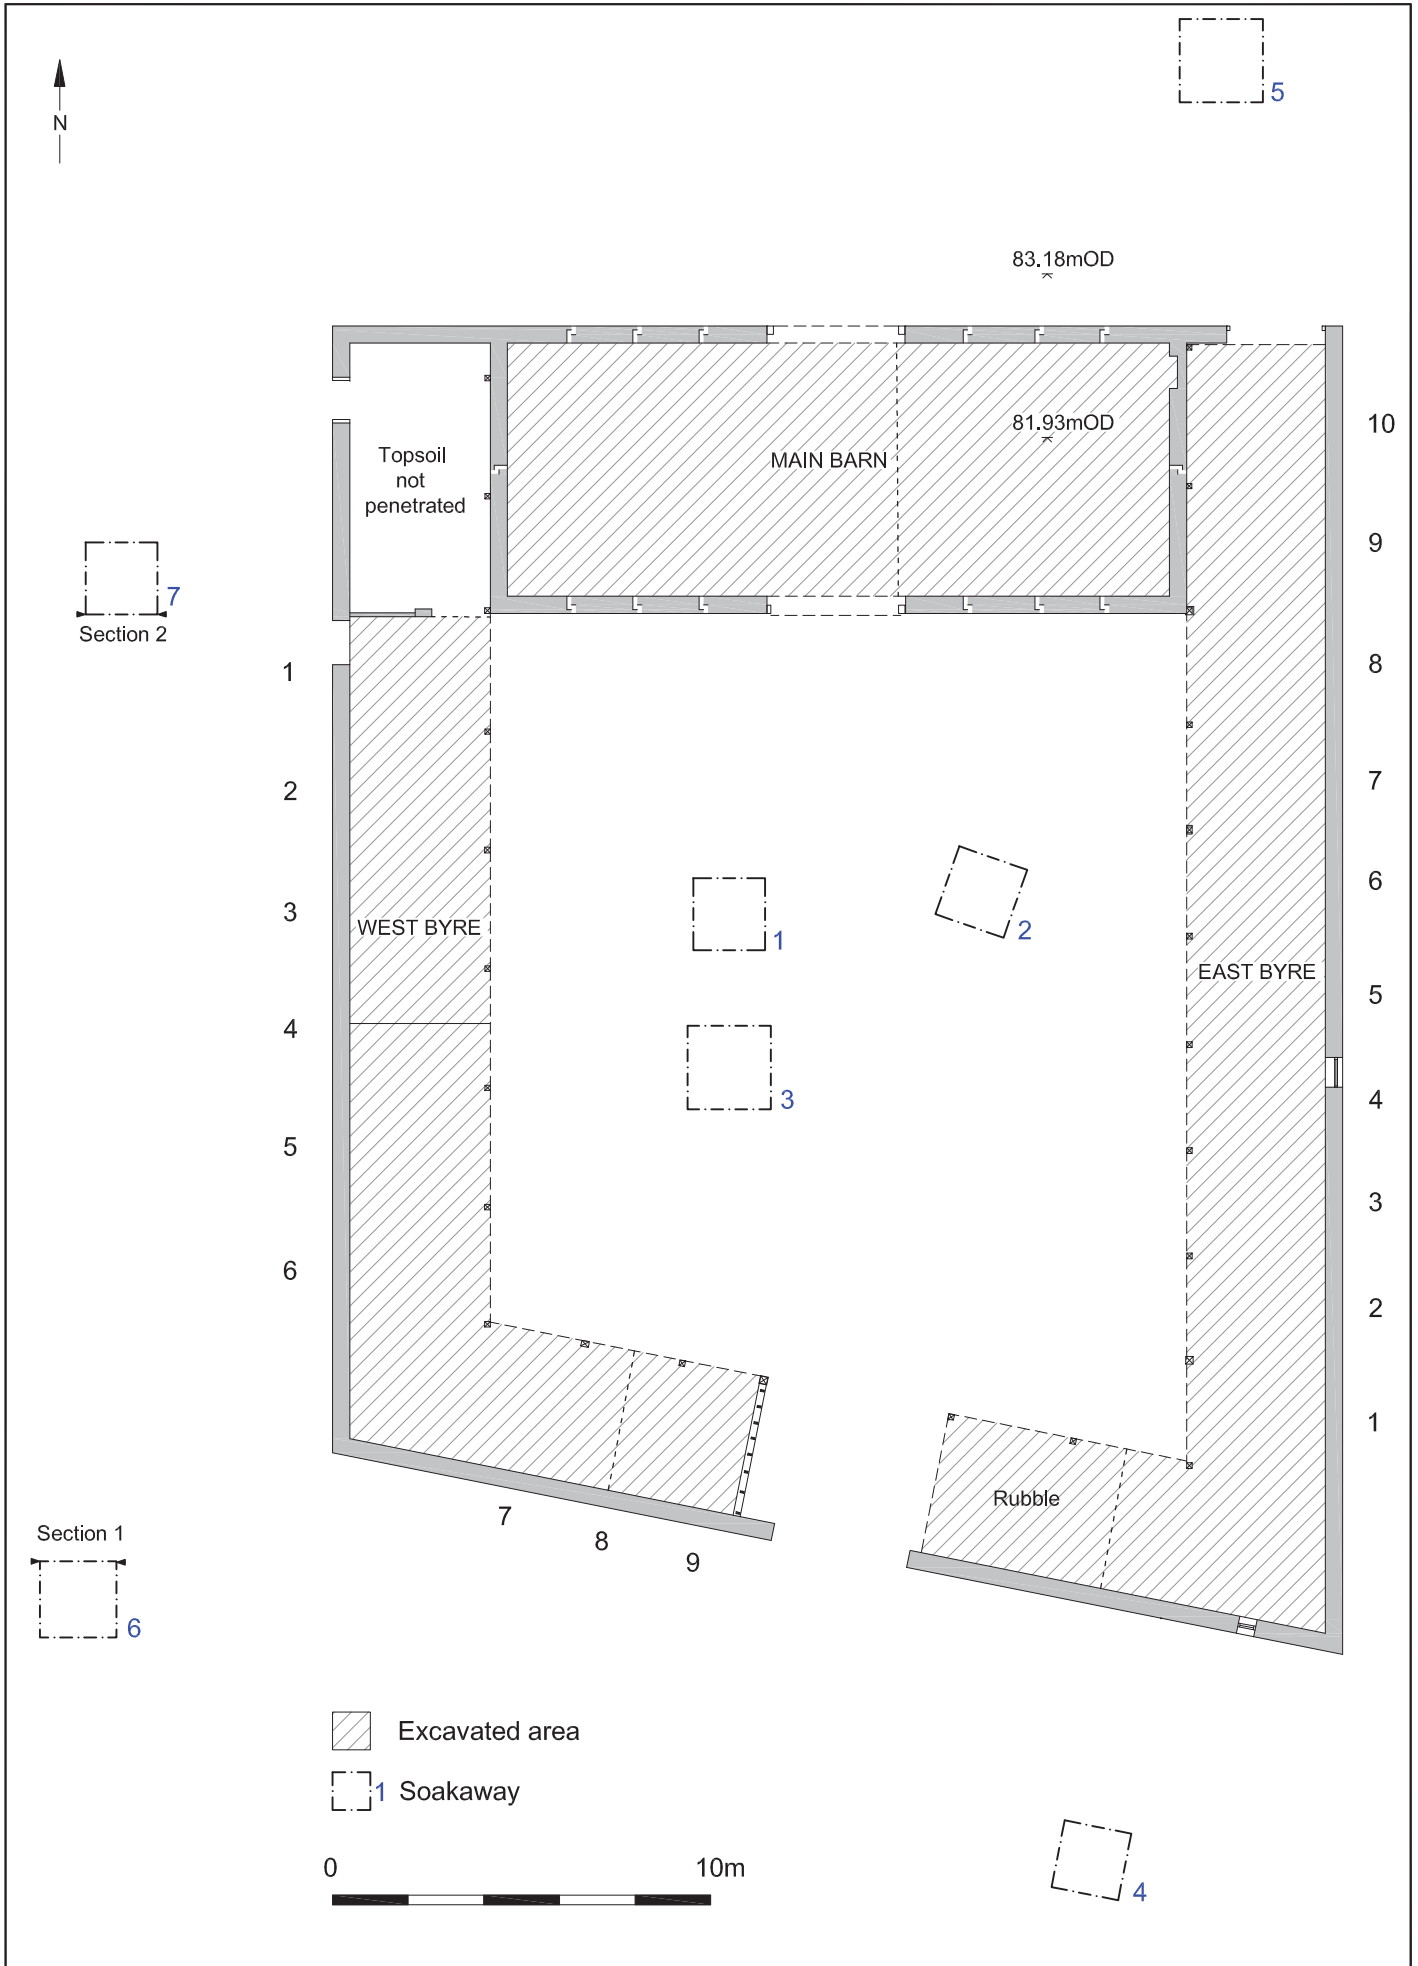 5
N
83.18mOD
81.93mOD
10
MAIN BARN
Topsoil
not
penetrated
9
7
Section 2
1
8
2
7
6
3
WEST BYRE
1
2
EAST BYRE
5
4
3
4
5
3
6
2
1
Rubble
7
8
9
Section 1
6
Excavated area
1 Soakaway
0 10m
4